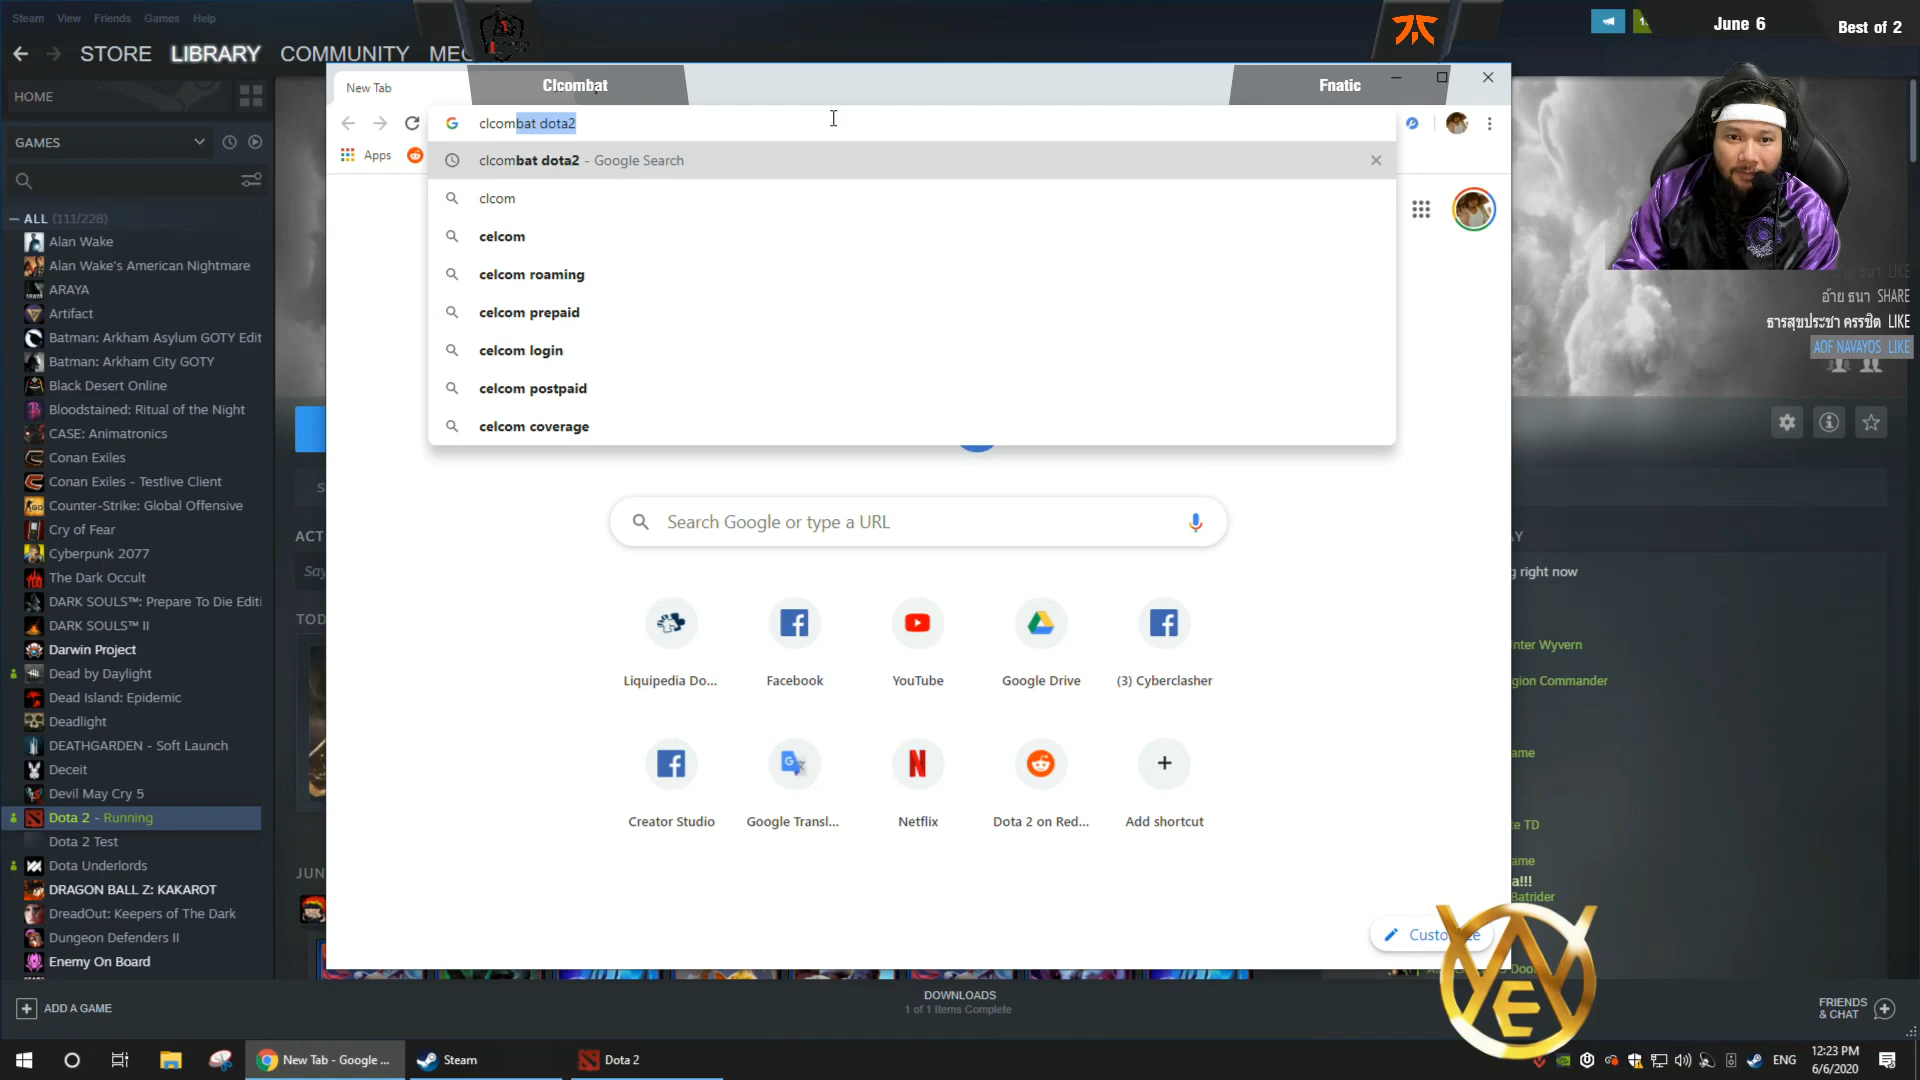 Steam View Friends Games Help
June 6
Best of 2
STORE LIBRARY COMMUNITY
Clcombat
Fnatic
New Tab
HOME
clcombat dota2
GAMES
Apps
clcombat dota2 - Google Search
clcom
celcom
celcom roaming
celcom prepaid
celcom login
celcom postpaid
celcom coverage
ALL (111/228)
Alan Wake
Alan Wake's American Nightmare
ARAYA
Artifact
Batman: Arkham Asylum GOTY Edit
Batman: Arkham City GOTY
Black Desert Online
Bloodstained: Ritual of the Night
CASE: Animatronics
Conan Exiles
Conan Exiles - Testlive Client
Counter-Strike: Global Offensive
Cry of Fear
Cyberpunk 2077
The Dark Occult
DARK SOULS™: Prepare To Die Editi
DARK SOULS™ II
Darwin Project
Dead by Daylight
Dead Island: Epidemic
Deadlight
DEATHGARDEN - Soft Launch
Deceit
Devil May Cry 5
Dota 2 - Running
Dota 2 Test
Dota Underlords
DRAGON BALL Z: KAKAROT
DreadOut: Keepers of The Dark
Dungeon Defenders II
Enemy On Board
อ้าย ธนา LIKE
อ้าย ธนา SHARE
ธารสุขประชา ครรชิต LIKE
AOF NAVAYOS LIKE
Search Google or type a URL
Liquipedia Do...
Facebook
YouTube
Google Drive
(3) Cyberclasher
Creator Studio
Google Transl...
Netflix
Dota 2 on Red...
Add shortcut
right now
Wyvern
Commander
TD
Batrider
ADD A GAME
DOWNLOADS
1 of 1 Items Complete
FRIENDS
& CHAT
New Tab - Google ...
Steam
Dota 2
ENG
12:23 PM
6/6/2020